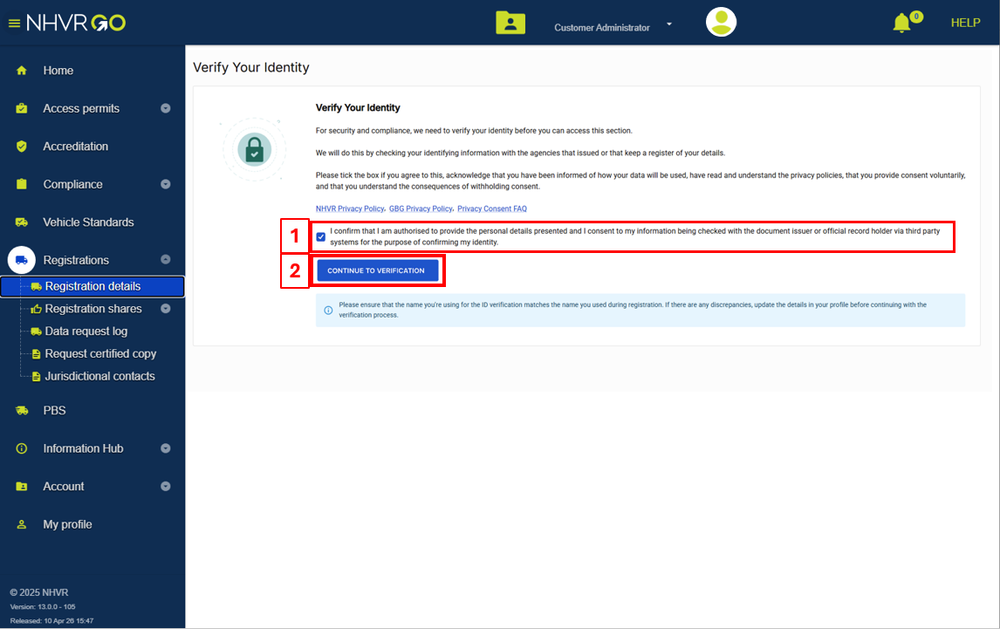 NHVR GO
Customer Administrator
0
HELP
Home
Access permits
Accreditation
Compliance
Vehicle Standards
Registrations
Registration details
Registration shares
Data request log
Request certified copy
Jurisdictional contacts
PBS
Information Hub
Account
My profile
© 2025 NHVR
Version: 13.0.0 - 105
Released: 10 Apr 26 15:47
Verify Your Identity
Verify Your Identity
For security and compliance, we need to verify your identity before you can access this section.
We will do this by checking your identifying information with the agencies that issued or that keep a register of your details.
Please tick the box if you agree to this, acknowledge that you have been informed of how your data will be used, have read and understand the privacy policies, that you provide consent voluntarily,
and that you understand the consequences of withholding consent.
NHVR Privacy Policy, GBG Privacy Policy, Privacy Consent FAQ
1
I confirm that I am authorised to provide the personal details presented and I consent to my information being checked with the document issuer or official record holder via third party
systems for the purpose of confirming my identity.
2
CONTINUE TO VERIFICATION
Please ensure that the name you're using for the ID verification matches the name you used during registration. If there are any discrepancies, update the details in your profile before continuing with the
verification process.